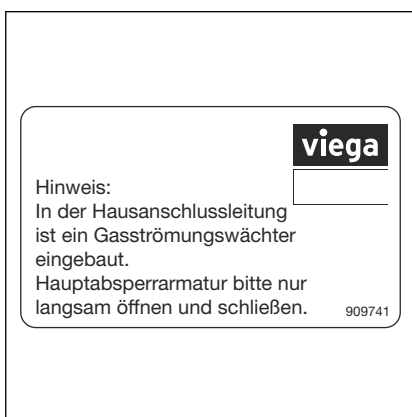 viega
Hinweis:
In der Hausanschlussleitung
ist ein Gasströmungswächter
eingebaut.
Hauptabsperrarmatur bitte nur
langsam öffnen und schließen.
909741